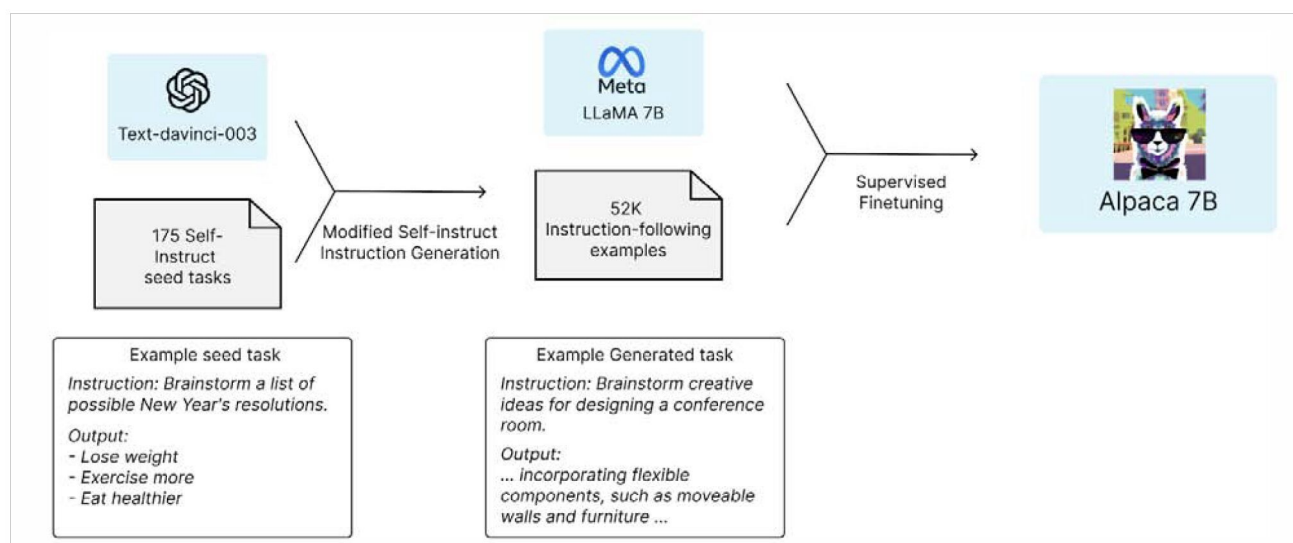 Text-davinci-003
175 Self-
Instruct
seed tasks
Modified Self-instruct
Instruction Generation
Meta
LLaMA 7B
52K
Instruction-following
examples
Supervised
Finetuning
Alpaca 7B
Example seed task
Instruction: Brainstorm a list of
possible New Year's resolutions.
Output:
- Lose weight
- Exercise more
- Eat healthier
Example Generated task
Instruction: Brainstorm creative
ideas for designing a conference
room.
Output:
... incorporating flexible
components, such as moveable
walls and furniture ...